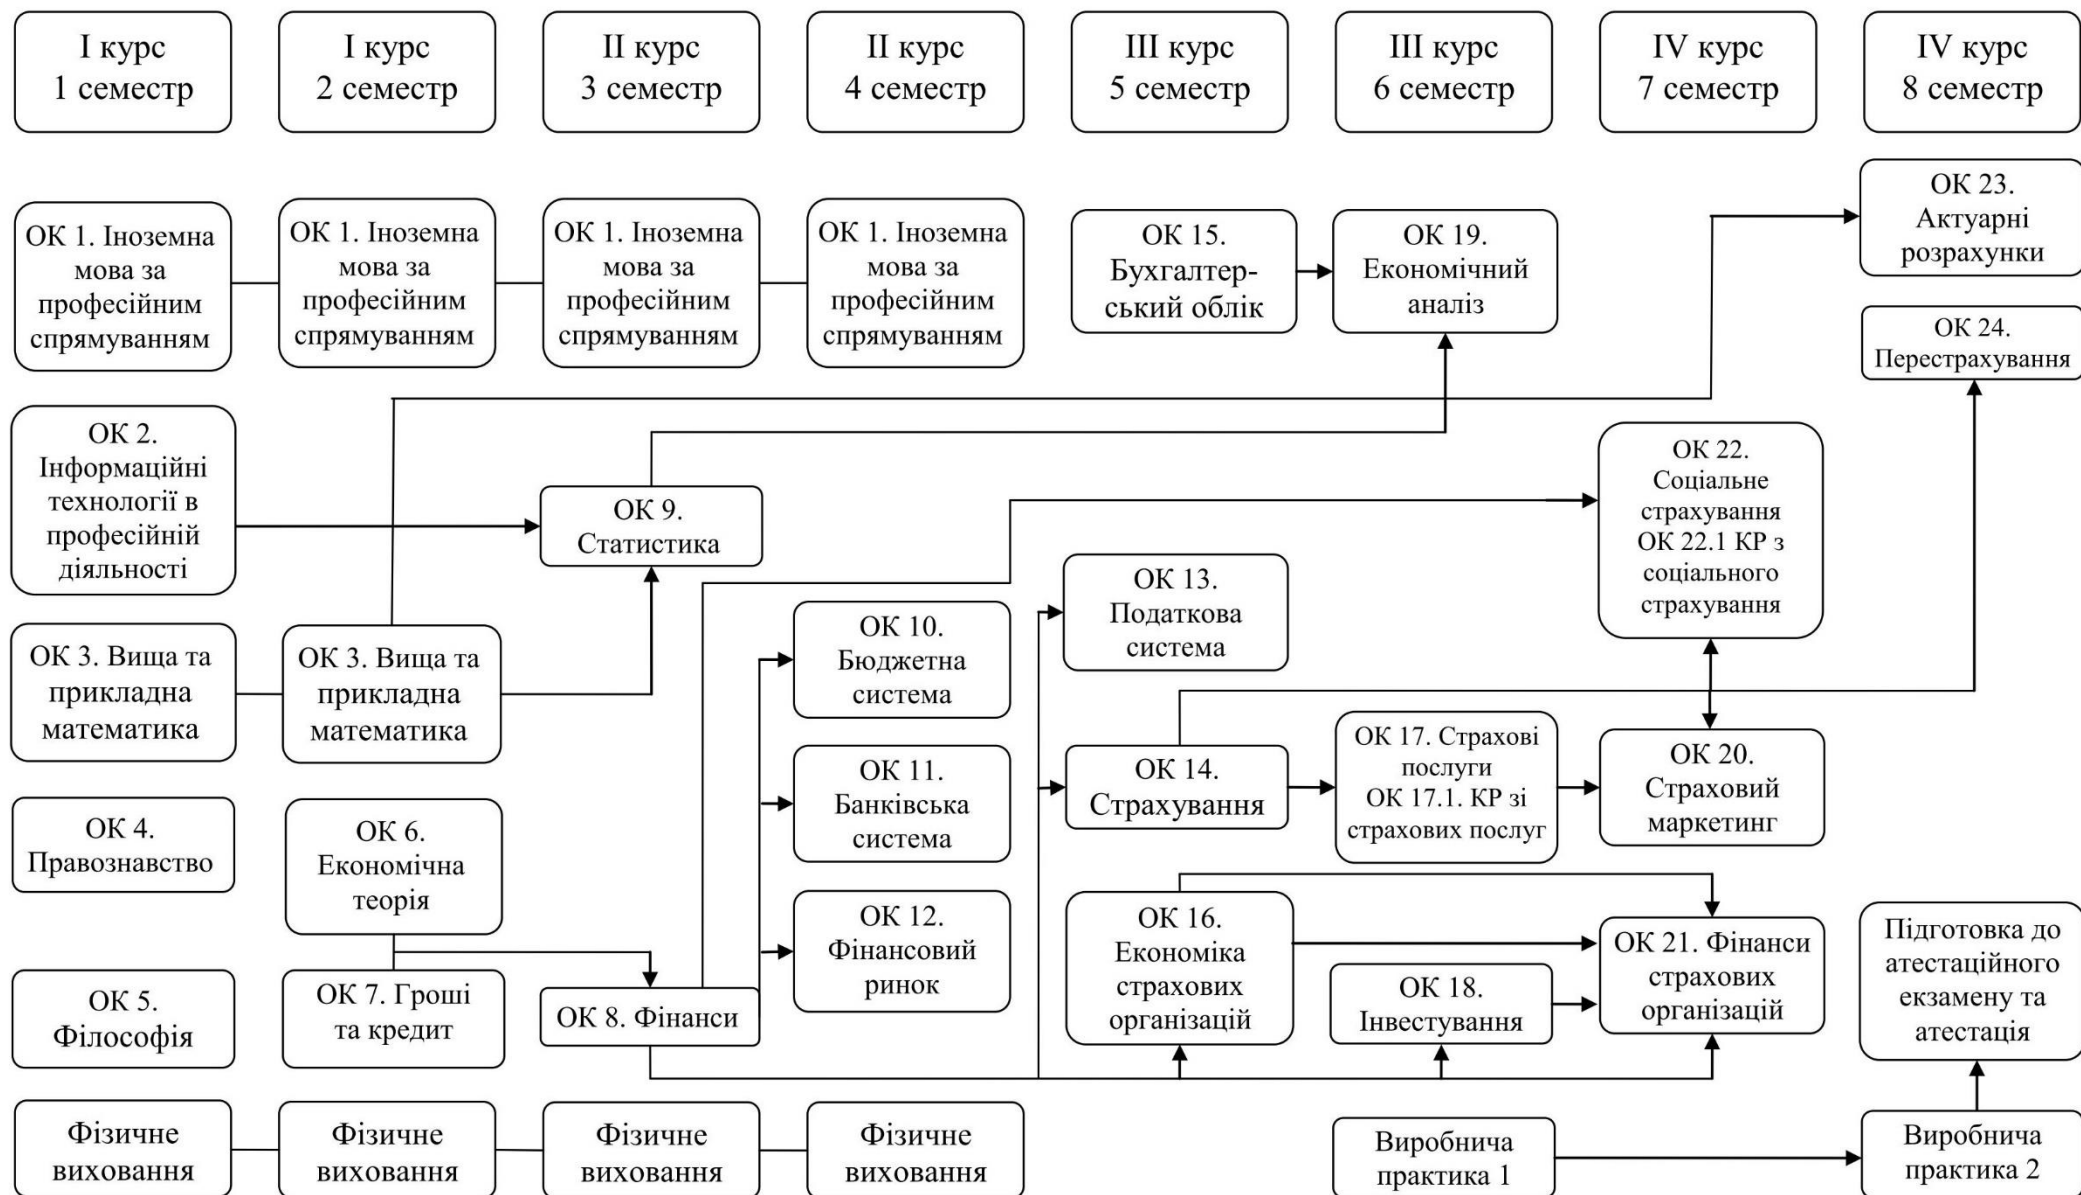 І курс
1 семестр
І курс
2 семестр
ІІ курс
3 семестр
ІІ курс
4 семестр
ІІІ курс
5 семестр
ІІІ курс
6 семестр
IV курс
7 семестр
IV курс
8 семестр
ОК 1. Іноземна
мова за
професійним
спрямуванням
ОК 1. Іноземна
мова за
професійним
спрямуванням
ОК 1. Іноземна
мова за
професійним
спрямуванням
ОК 1. Іноземна
мова за
професійним
спрямуванням
ОК 15.
Бухгалтер-
ський облік
ОК 19.
Економічний
аналіз
ОК 23.
Актуарні
розрахунки
ОК 24.
Перестрахування
ОК 2.
Інформаційні
технології в
професійній
діяльності
ОК 9.
Статистика
ОК 22.
Соціальне
страхування
ОК 22.1 КР з
соціального
страхування
ОК 3. Вища та
прикладна
математика
ОК 3. Вища та
прикладна
математика
ОК 10.
Бюджетна
система
ОК 13.
Податкова
система
ОК 11.
Банківська
система
ОК 14.
Страхування
ОК 17. Страхові
послуги
ОК 17.1. КР зі
страхових послуг
ОК 20.
Страховий
маркетинг
ОК 4.
Правознавство
ОК 6.
Економічна
теорія
ОК 12.
Фінансовий
ринок
ОК 16.
Економіка
страхових
організацій
ОК 21. Фінанси
страхових
організацій
Підготовка до
атестаційного
екзамену та
атестація
ОК 5.
Філософія
ОК 7. Гроші
та кредит
ОК 8. Фінанси
ОК 18.
Інвестування
Фізичне
виховання
Фізичне
виховання
Фізичне
виховання
Фізичне
виховання
Виробнича
практика 1
Виробнича
практика 2